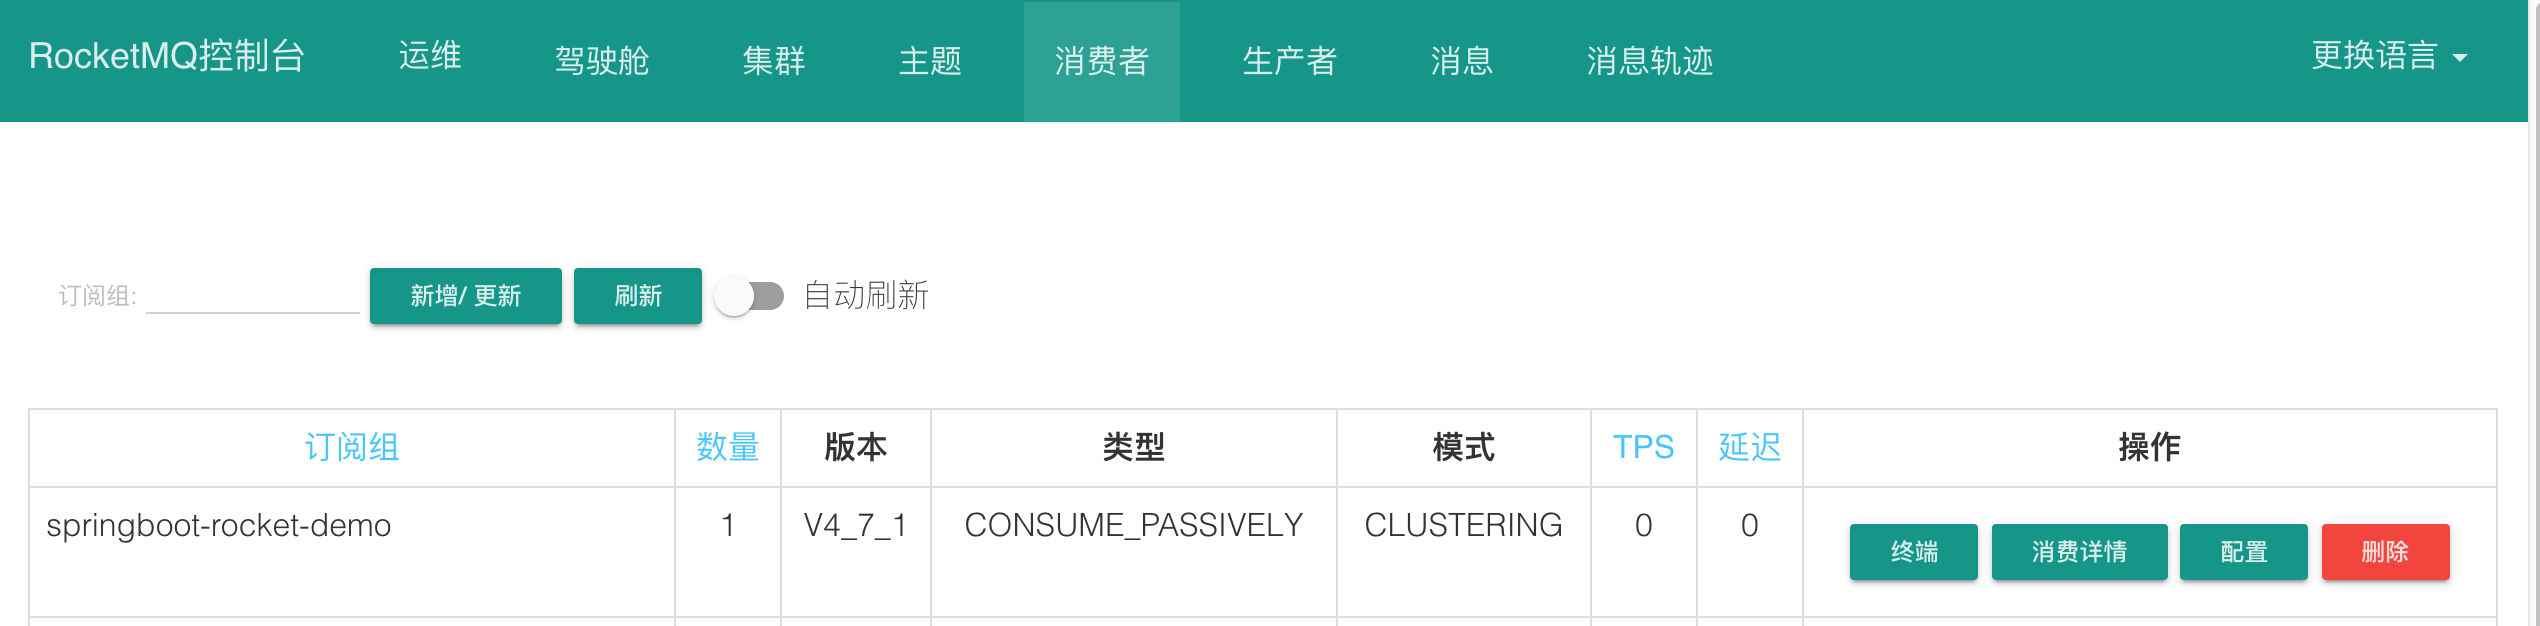 RocketMQ控制台 运维 驾驶舱 集群 主题 消费者 生产者 消息 消息轨迹 更换语言
订阅组: 新增/ 更新 刷新 自动刷新
订阅组 数量 版本 类型 模式 TPS 延迟 操作
springboot-rocket-demo 1 V4_7_1 CONSUME_PASSIVELY CLUSTERING 0 0 终端 消费详情 配置 删除